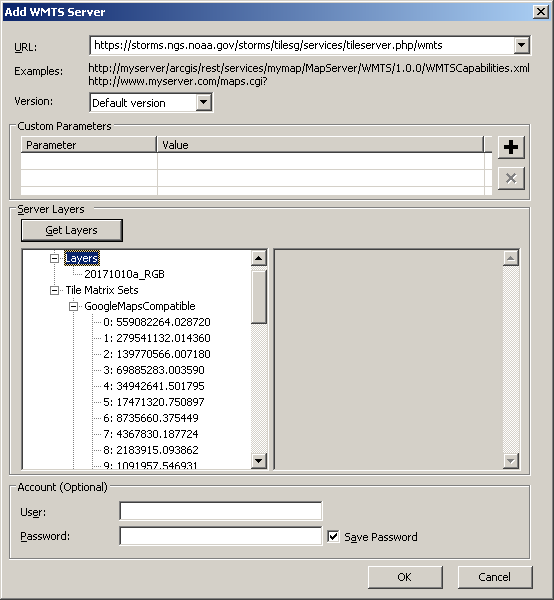 Add WMTS Server
URL: https://storms.ngs.noaa.gov/storms/tilesg/services/tileserver.php/wmts
Examples: http://myserver/arcgis/rest/services/mymap/MapServer/WMTS/1.0.0/WMTSCapabilities.xml
http://www.myserver.com/maps.cgi?
Version: Default version
Custom Parameters
Parameter Value
Server Layers
Get Layers
Layers
20171010a_RGB
Tile Matrix Sets
GoogleMapsCompatible
0: 559082264.028720
1: 279541132.014360
2: 139770566.007180
3: 69885283.003590
4: 34942641.501795
5: 17471320.750897
6: 8735660.375449
7: 4367830.187724
8: 2183915.093862
9: 1091957.546931
Account (Optional)
User:
Password: Save Password
OK Cancel